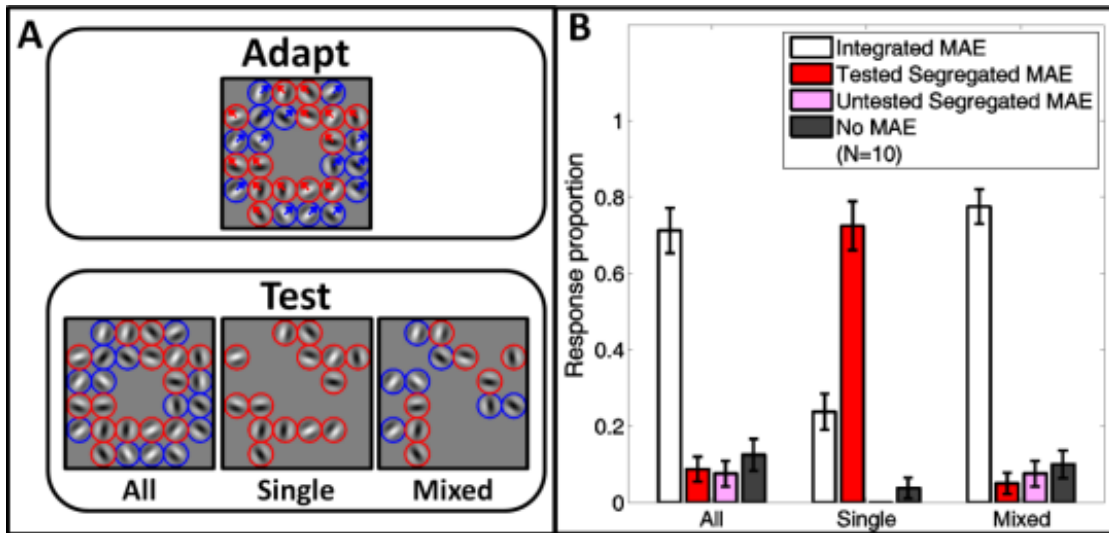 A
Adapt
Test
All Single Mixed
B
Integrated MAE
Tested Segregated MAE
Untested Segregated MAE
No MAE
(N=10)
Response proportion
1
0.8
0.6
0.4
0.2
0
All Single Mixed